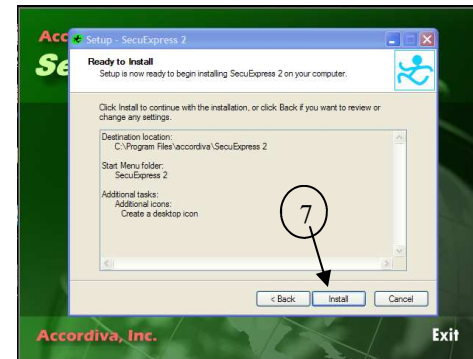 Acc
Setup - SecuExpress 2
Se
Ready to Install
Setup is now ready to begin installing SecuExpress 2 on your computer.
Click Install to continue with the installation, or click Back if you want to review or
change any settings.
Destination location:
C:\Program Files\accordiva\SecuExpress 2
Start Menu folder:
SecuExpress 2
Additional tasks:
Additional icons:
Create a desktop icon
7
< Back
Install
Cancel
Accordiva, Inc.
Exit